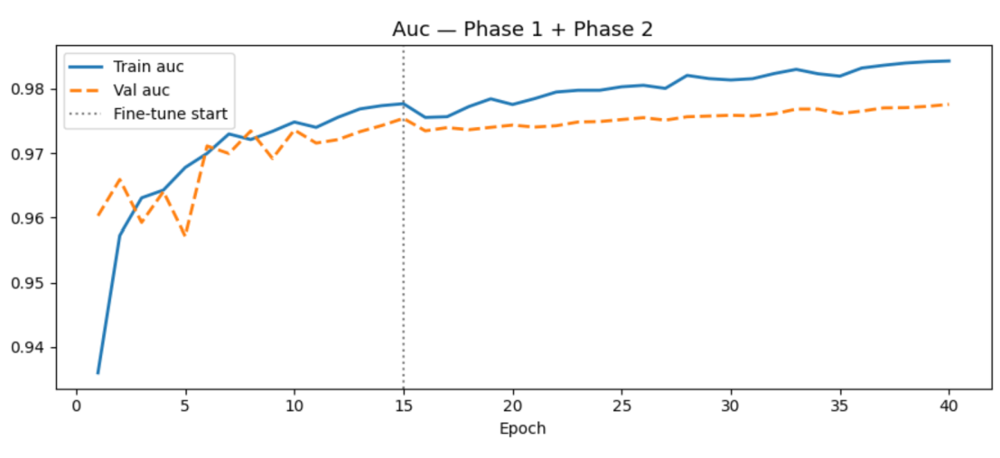 Auc — Phase 1 + Phase 2
Train auc
Val auc
Fine-tune start
0.98
0.97
0.96
0.95
0.94
0 5 10 15 20 25 30 35 40
Epoch